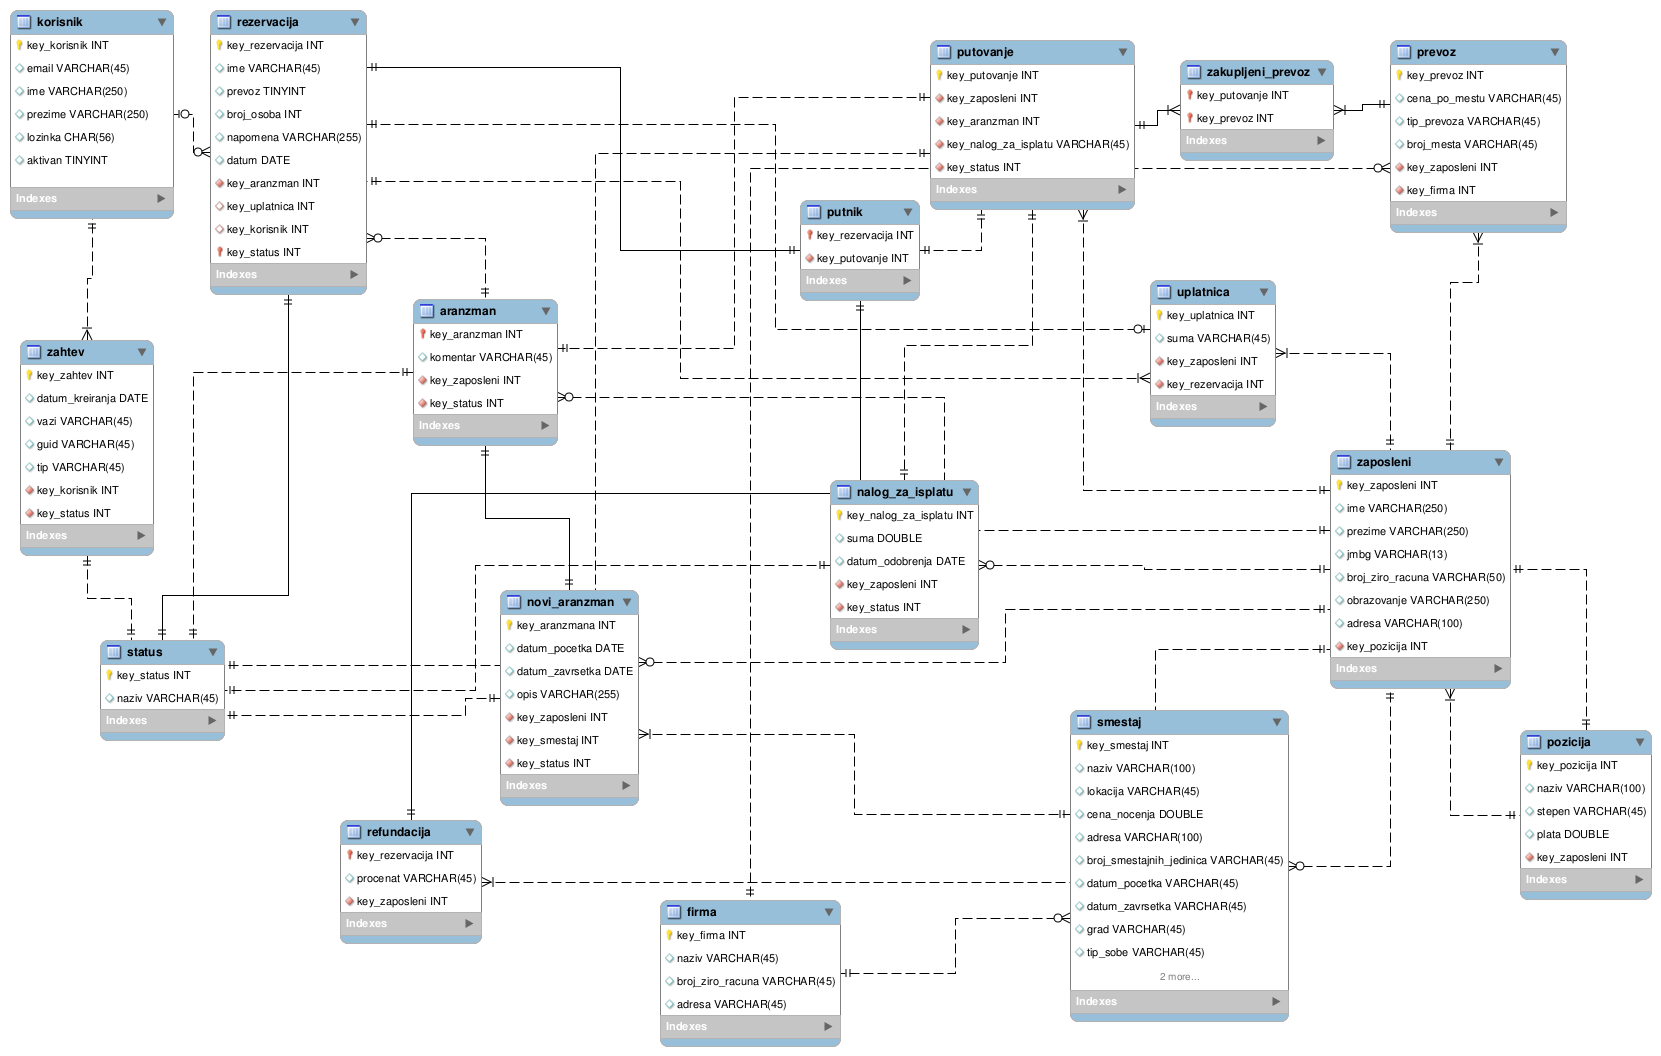 korisnik
key_korisnik INT
email VARCHAR(45)
ime VARCHAR(250)
prezime VARCHAR(250)
lozinka CHAR(56)
aktivan TINYINT
Indexes
rezervacija
key_rezervacija INT
ime VARCHAR(45)
prevoz TINYINT
broj_osoba INT
napomena VARCHAR(255)
datum DATE
key_aranzman INT
key_uplatnica INT
key_korisnik INT
key_status INT
Indexes
putovanje
key_putovanje INT
key_zaposleni INT
key_aranzman INT
key_nalog_za_isplatu VARCHAR(45)
key_status INT
Indexes
zakupljeni_prevoz
key_putovanje INT
key_prevoz INT
Indexes
prevoz
key_prevoz INT
cena_po_mestu VARCHAR(45)
tip_prevoza VARCHAR(45)
broj_mesta VARCHAR(45)
key_zaposleni INT
key_firma INT
Indexes
putnik
key_rezervacija INT
key_putovanje INT
Indexes
uplatnica
key_uplatnica INT
suma VARCHAR(45)
key_zaposleni INT
key_rezervacija INT
Indexes
aranzman
key_aranzman INT
komentar VARCHAR(45)
key_zaposleni INT
key_status INT
Indexes
zahtev
key_zahtev INT
datum_kreiranja DATE
vazi VARCHAR(45)
guid VARCHAR(45)
tip VARCHAR(45)
key_korisnik INT
key_status INT
Indexes
zaposleni
key_zaposleni INT
ime VARCHAR(250)
prezime VARCHAR(250)
jmbg VARCHAR(13)
broj_ziro_racuna VARCHAR(50)
obrazovanje VARCHAR(250)
adresa VARCHAR(100)
key_pozicija INT
Indexes
nalog_za_isplatu
key_nalog_za_isplatu INT
suma DOUBLE
datum_odobrenja DATE
key_zaposleni INT
key_status INT
Indexes
novi_aranzman
key_aranzmana INT
datum_pocetka DATE
datum_zavrsetka DATE
opis VARCHAR(255)
key_zaposleni INT
key_smestaj INT
key_status INT
Indexes
status
key_status INT
naziv VARCHAR(45)
Indexes
smestaj
key_smestaj INT
naziv VARCHAR(100)
lokacija VARCHAR(45)
cena_nocenja DOUBLE
adresa VARCHAR(100)
broj_smestajnih_jedinica VARCHAR(45)
datum_pocetka VARCHAR(45)
datum_zavrsetka VARCHAR(45)
grad VARCHAR(45)
tip_sobe VARCHAR(45)
2 more...
Indexes
pozicija
key_pozicija INT
naziv VARCHAR(100)
stepen VARCHAR(45)
plata DOUBLE
key_zaposleni INT
Indexes
refundacija
key_rezervacija INT
procenat VARCHAR(45)
key_zaposleni INT
Indexes
firma
key_firma INT
naziv VARCHAR(45)
broj_ziro_racuna VARCHAR(45)
adresa VARCHAR(45)
Indexes